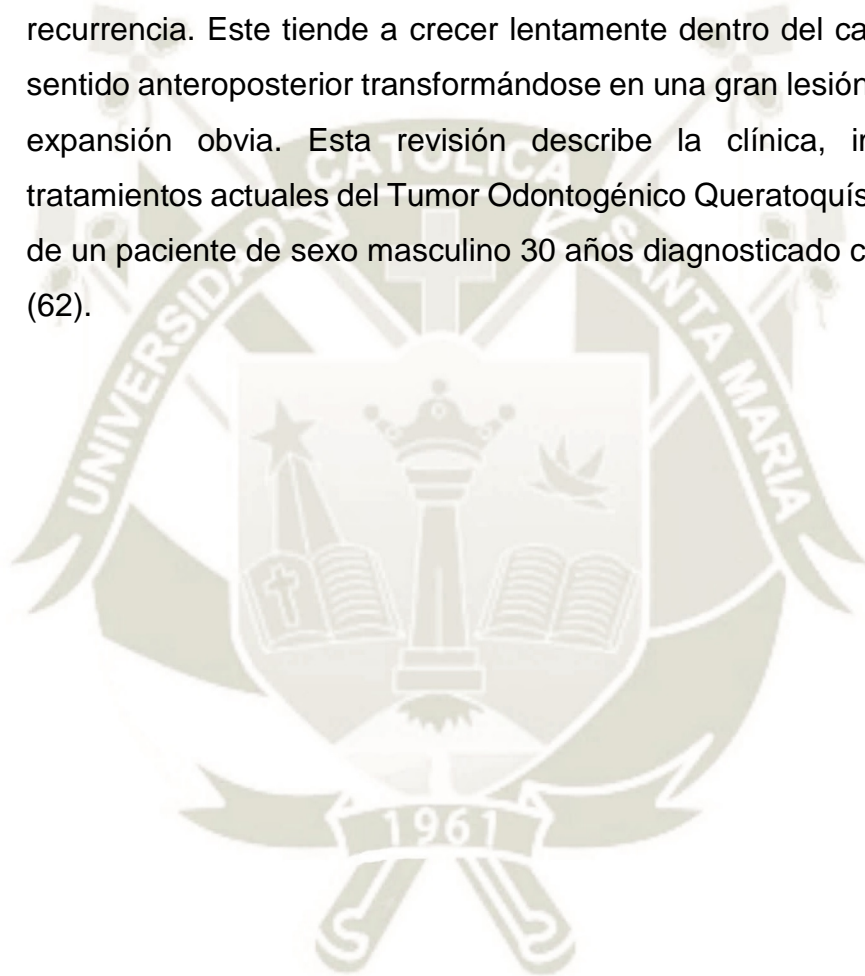 recurrencia. Este tiende a crecer lentamente dentro del ca
sentido anteroposterior transformándose en una gran lesión
expansión obvia. Esta revisión describe la clínica, i
tratamientos actuales del Tumor Odontogénico Queratoquís
de un paciente de sexo masculino 30 años diagnosticado c
(62).
UNIVERSIDAD CATOLICA SANTA MARIA
1961